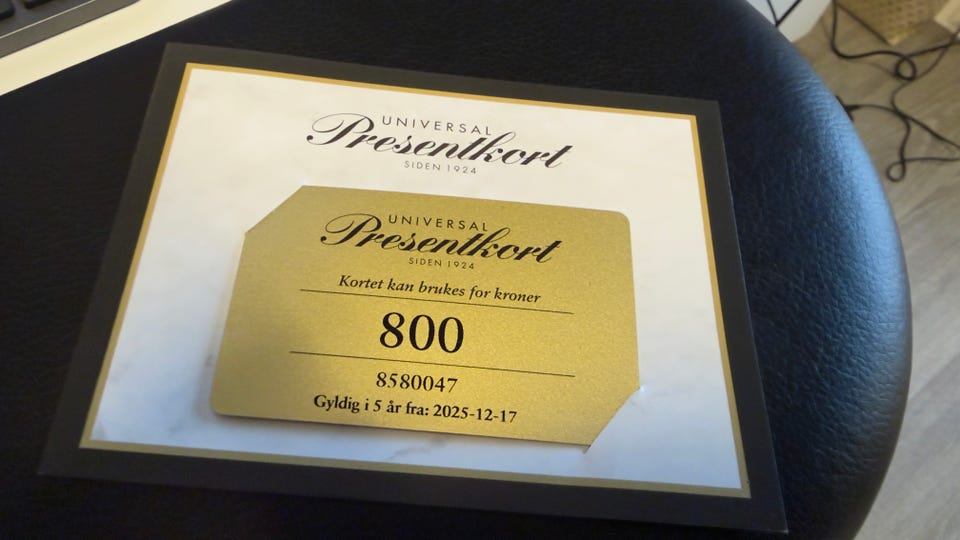 UNIVERSAL
Presentkort
SIDEN 1924
UNIVERSAL
Presentkort
SIDEN 1924
Kortet kan brukes for kroner
800
8580047
Gyldig i 5 år fra: 2025-12-17